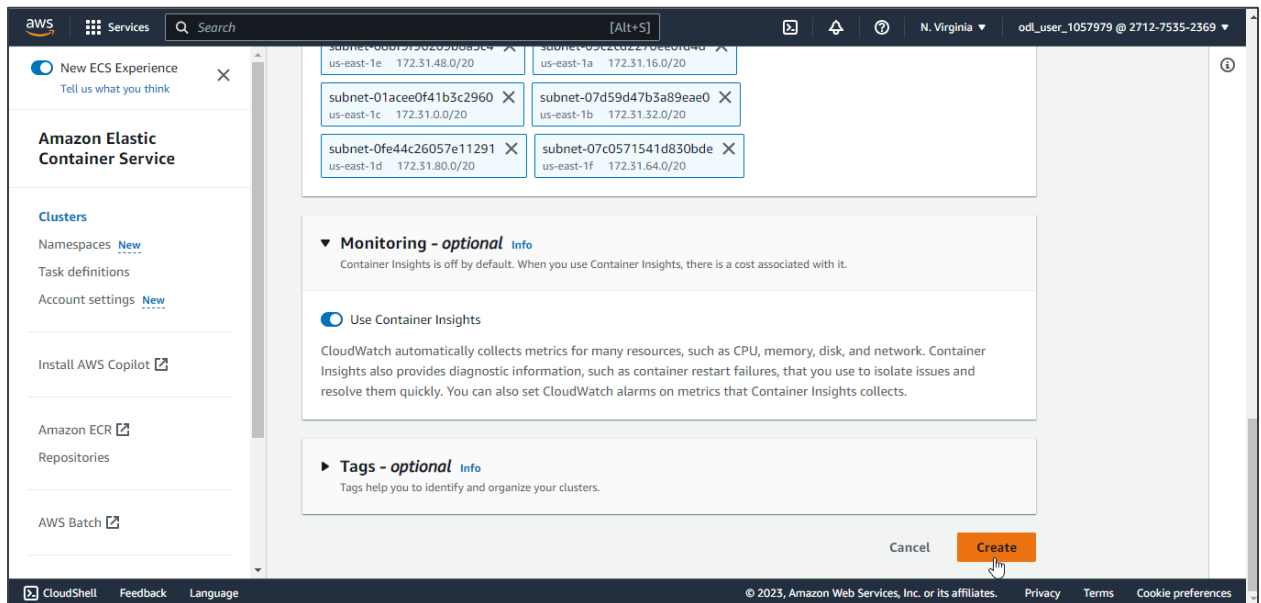 aws
Services
Search
[Alt+S]
N. Virginia ▼
odl_user_1057979 @ 2712-7535-2369 ▼
New ECS Experience
Tell us what you think
Amazon Elastic
Container Service
Clusters
Namespaces New
Task definitions
Account settings New
Install AWS Copilot
Amazon ECR
Repositories
AWS Batch
us-east-1e 172.31.48.0/20
us-east-1a 172.31.16.0/20
subnet-01acee0f41b3c2960
us-east-1c 172.31.0.0/20
subnet-07d59d47b3a89eae0
us-east-1b 172.31.32.0/20
subnet-0fe44c26057e11291
us-east-1d 172.31.80.0/20
subnet-07c0571541d830bde
us-east-1f 172.31.64.0/20
Monitoring - optional Info
Container Insights is off by default. When you use Container Insights, there is a cost associated with it.
Use Container Insights
CloudWatch automatically collects metrics for many resources, such as CPU, memory, disk, and network. Container
Insights also provides diagnostic information, such as container restart failures, that you use to isolate issues and
resolve them quickly. You can also set CloudWatch alarms on metrics that Container Insights collects.
Tags - optional Info
Tags help you to identify and organize your clusters.
Cancel
Create
CloudShell
Feedback
Language
© 2023, Amazon Web Services, Inc. or its affiliates.
Privacy
Terms
Cookie preferences